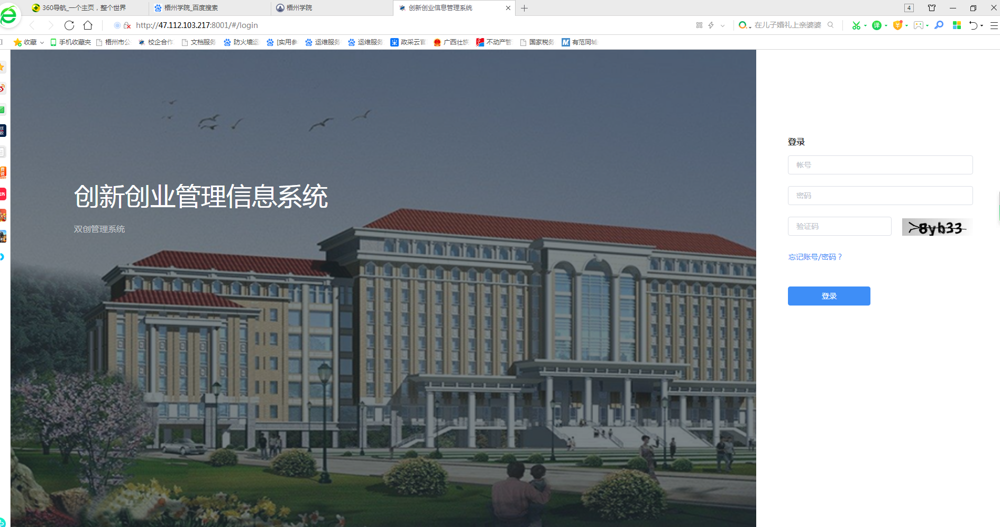 360导航_一个主页，整个世界
梧州学院_百度搜索
梧州学院
创新创业信息管理系统
4
http://47.112.103.217:8001/#/login
在儿子婚礼上亲婆婆
译
收藏
手机收藏夹
梧州市公
校企合作
文档服务
防火墙运
[实用参
运维服务
运维服务
政采云官
广西壮族
不动产管
国家税务
有范同城
创新创业管理信息系统
双创管理系统
登录
帐号
密码
验证码
8yb33
忘记账号/密码？
登录